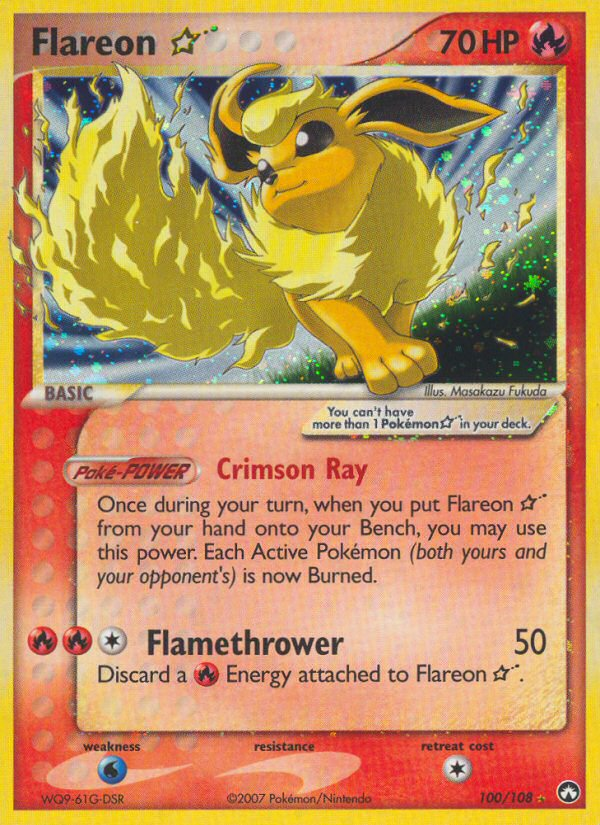 Flareon ☆
70 HP
BASIC
Illus. Masakazu Fukuda
You can't have
more than 1 Pokémon ☆ in your deck.
Poké-POWER Crimson Ray
Once during your turn, when you put Flareon ☆
from your hand onto your Bench, you may use
this power. Each Active Pokémon (both yours and
your opponent's) is now Burned.
Flamethrower 50
Discard a Energy attached to Flareon ☆.
weakness resistance retreat cost
WQ9-61G-DSR ©2007 Pokémon/Nintendo 100/108 ★